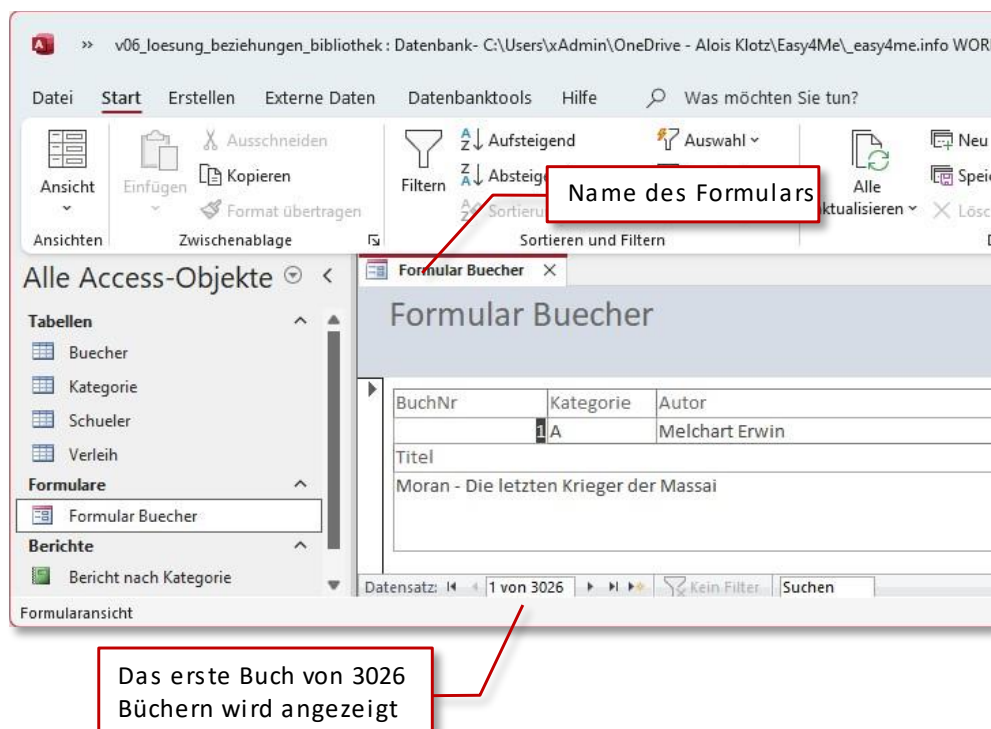 » v06_loesung_beziehungen_bibliothek : Datenbank- C:\Users\xAdmin\OneDrive - Alois Klotz\Easy4Me\_easy4me.info WORI
Datei Start Erstellen Externe Daten Datenbanktools Hilfe Was möchten Sie tun?
Ausschneiden Aufsteigend Auswahl Neu
Ansicht Einfügen Kopieren Filtern Absteig Alle Spei
Format übertragen Sortieru ktualisieren Lösc
Ansichten Zwischenablage Sortieren und Filtern
Name des Formulars
Alle Access-Objekte
Formular Buecher
Formular Buecher
Tabellen
Buecher
Kategorie
Schueler
Verleih
Formulare
Formular Buecher
Berichte
Bericht nach Kategorie
BuchNr Kategorie Autor
1 A Melchart Erwin
Titel
Moran - Die letzten Krieger der Massai
Datensatz: 1 von 3026 Kein Filter Suchen
Formularansicht
Das erste Buch von 3026
Büchern wird angezeigt